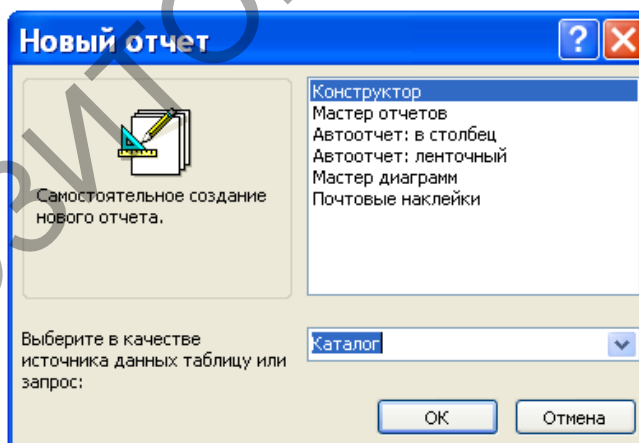 Новый отчет
Самостоятельное создание
нового отчета.
Конструктор
Мастер отчетов
Автоотчет: в столбец
Автоотчет: ленточный
Мастер диаграмм
Почтовые наклейки
Выберите в качестве
источника данных таблицу или
запрос:
Каталог
ОК
Отмена